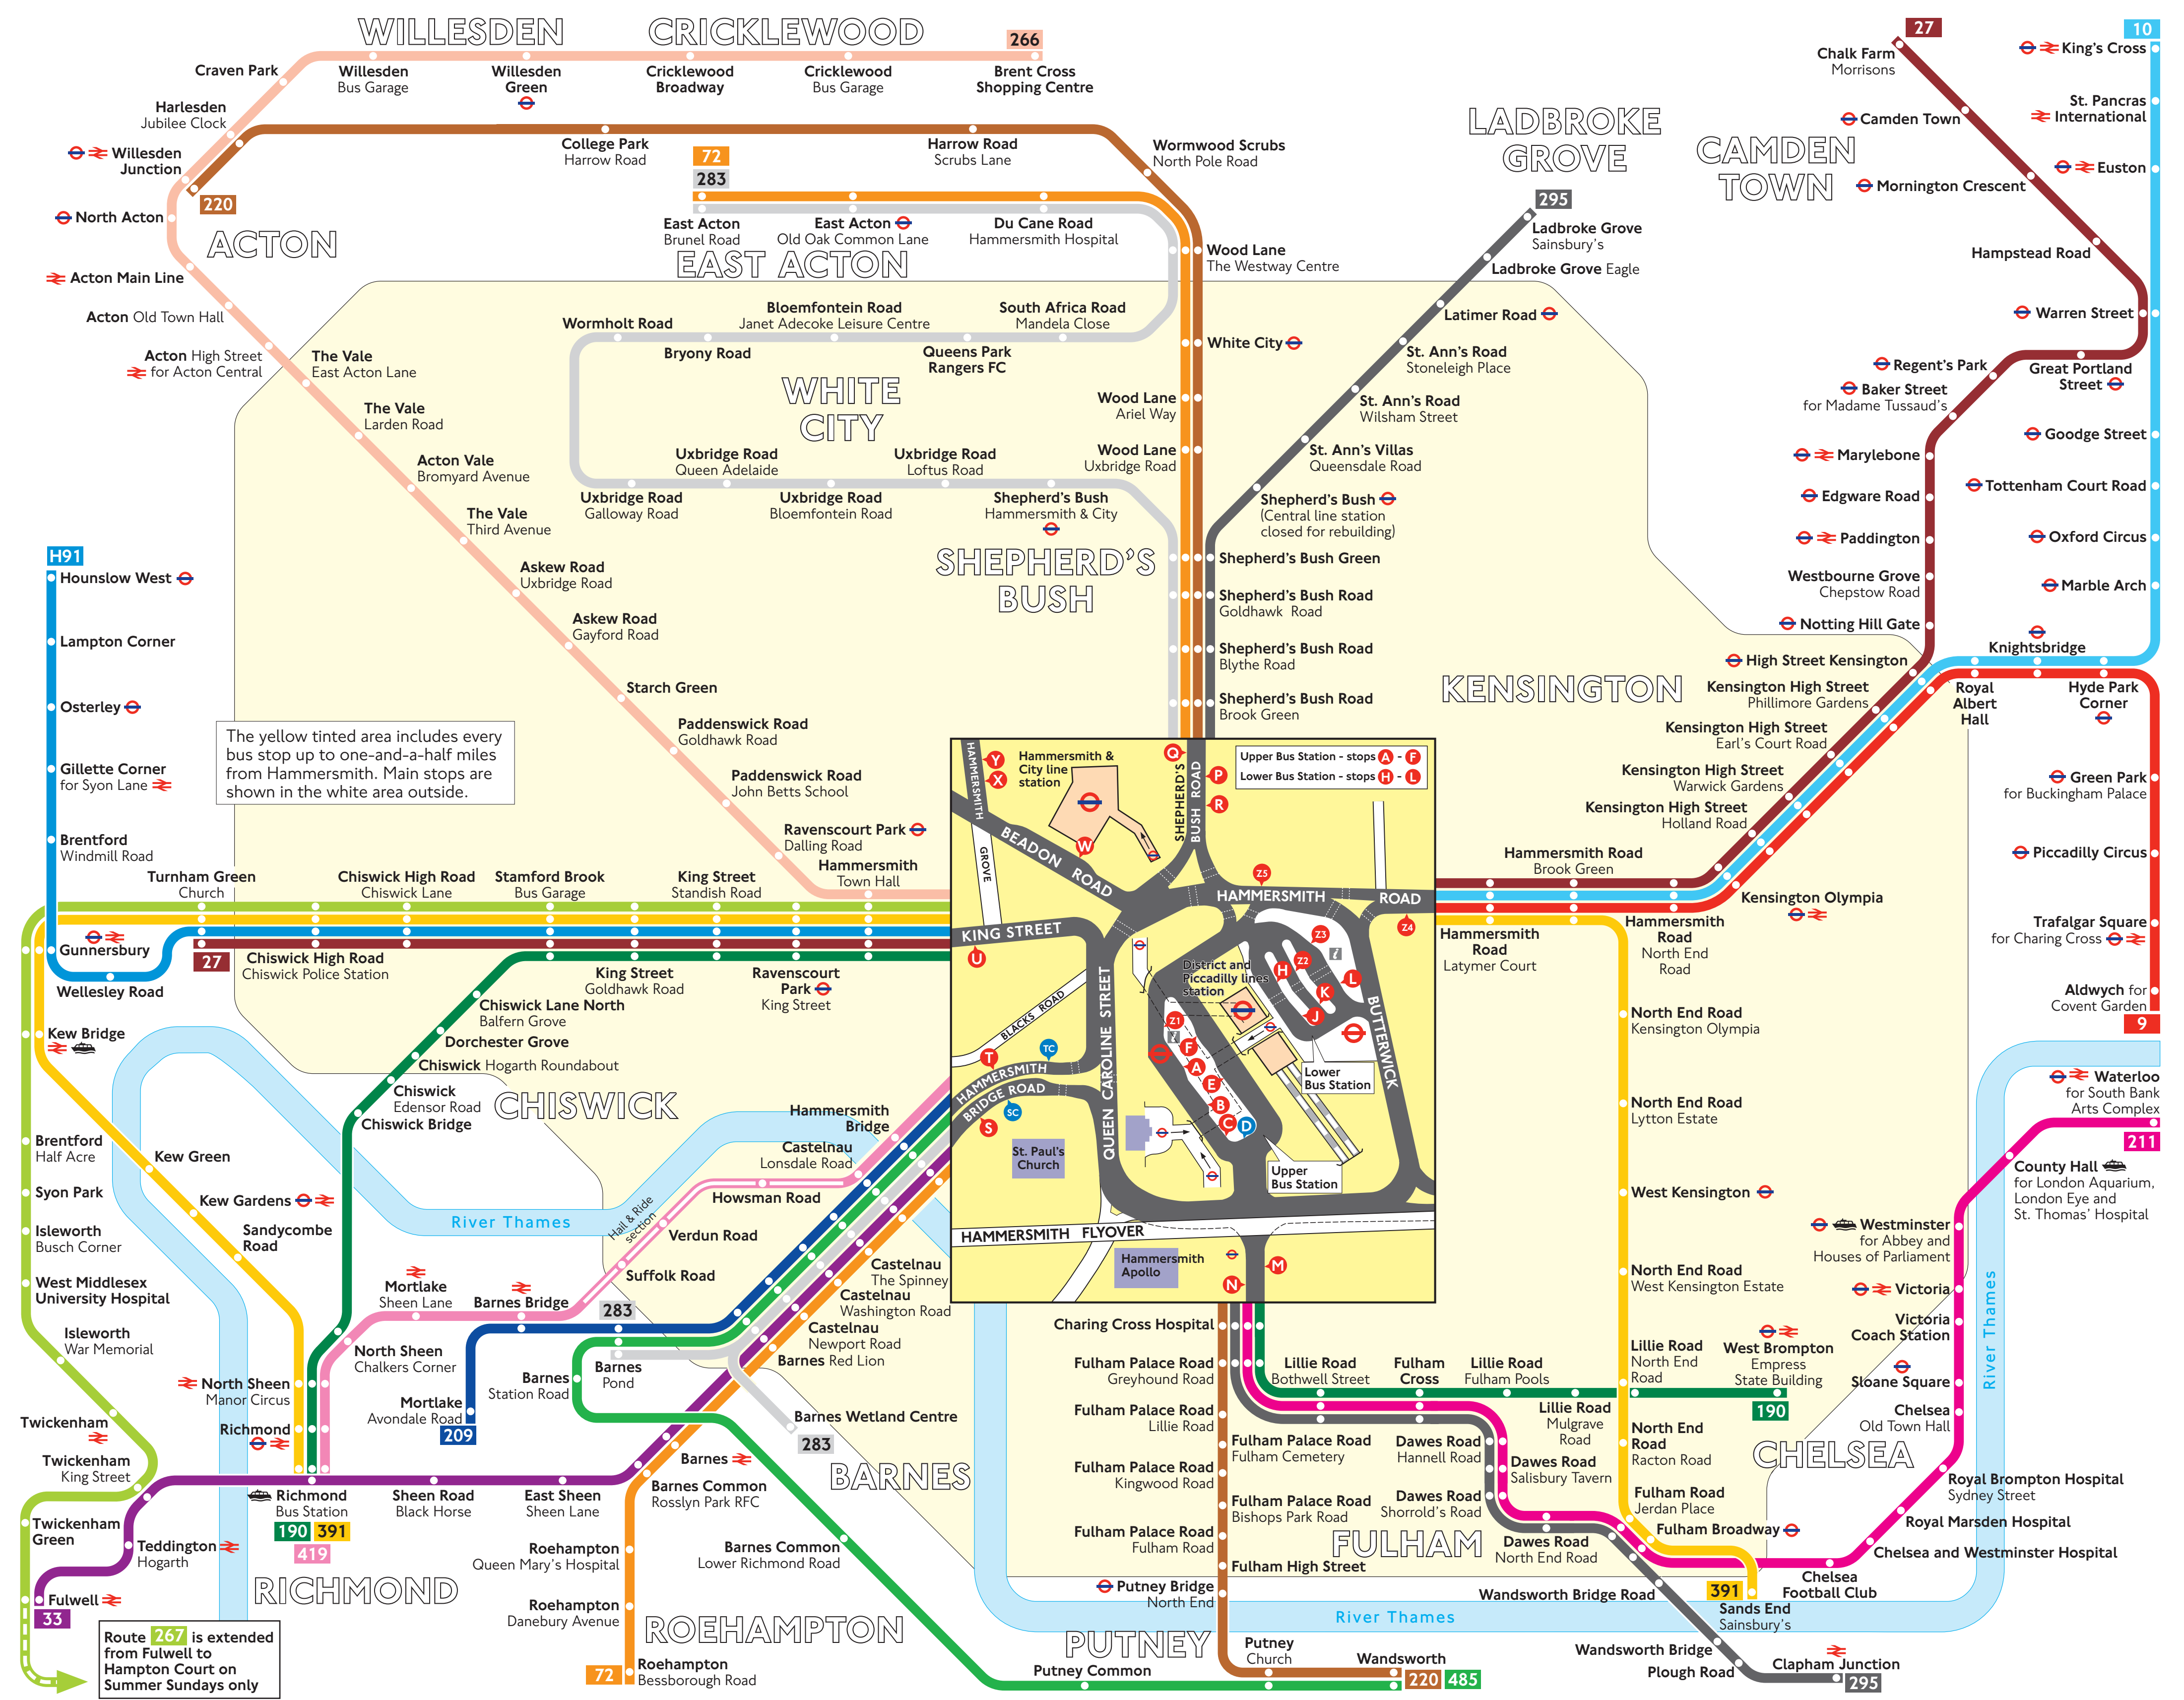 WILLESDEN
CRICKLEWOOD
266
Craven Park
Willesden
Bus Garage
Willesden
Green
Cricklewood
Broadway
Cricklewood
Bus Garage
Brent Cross
Shopping Centre
Harlesden
Jubilee Clock
Willesden
Junction
220
North Acton
ACTON
College Park
Harrow Road
Harrow Road
Scrubs Lane
Wormwood Scrubs
North Pole Road
72
283
East Acton
Brunel Road
East Acton
Old Oak Common Lane
Du Cane Road
Hammersmith Hospital
EAST ACTON
Wood Lane
The Westway Centre
LADBROKE
GROVE
295
Ladbroke Grove
Sainsbury's
Ladbroke Grove Eagle
Latimer Road
St. Ann's Road
Stoneleigh Place
St. Ann's Road
Wilsham Street
St. Ann's Villas
Queensdale Road
Shepherd's Bush
(Central line station
closed for rebuilding)
CAMDEN
TOWN
27
Chalk Farm
Morrisons
Camden Town
Mornington Crescent
Hampstead Road
Warren Street
Regent's Park
Great Portland
Street
Baker Street
for Madame Tussaud's
Marylebone
Edgware Road
Paddington
Westbourne Grove
Chepstow Road
Notting Hill Gate
High Street Kensington
10
King's Cross
St. Pancras
International
Euston
Goodge Street
Tottenham Court Road
Oxford Circus
Marble Arch
Knightsbridge
Royal
Albert
Hall
Hyde Park
Corner
Green Park
for Buckingham Palace
Piccadilly Circus
Trafalgar Square
for Charing Cross
Aldwych for
Covent Garden
9
Acton Main Line
Acton Old Town Hall
Acton High Street
for Acton Central
The Vale
East Acton Lane
The Vale
Larden Road
Acton Vale
Bromyard Avenue
The Vale
Third Avenue
Askew Road
Uxbridge Road
Askew Road
Gayford Road
Starch Green
Paddenswick Road
Goldhawk Road
Paddenswick Road
John Betts School
Ravenscourt Park
Dalling Road
Hammersmith
Town Hall
Wormholt Road
Bryony Road
Bloemfontein Road
Janet Adecoke Leisure Centre
Queens Park
Rangers FC
South Africa Road
Mandela Close
WHITE
CITY
White City
Wood Lane
Ariel Way
Wood Lane
Uxbridge Road
Uxbridge Road
Galloway Road
Uxbridge Road
Queen Adelaide
Uxbridge Road
Bloemfontein Road
Uxbridge Road
Loftus Road
Shepherd's Bush
Hammersmith & City
SHEPHERD'S
BUSH
Shepherd's Bush Green
Shepherd's Bush Road
Goldhawk Road
Shepherd's Bush Road
Blythe Road
Shepherd's Bush Road
Brook Green
KENSINGTON
Kensington High Street
Phillimore Gardens
Kensington High Street
Earl's Court Road
Kensington High Street
Warwick Gardens
Kensington High Street
Holland Road
Hammersmith Road
Brook Green
Kensington Olympia
Hammersmith
Road
North End
Road
Hammersmith
Road
Latymer Court
H91
Hounslow West
Lampton Corner
Osterley
Gillette Corner
for Syon Lane
Brentford
Windmill Road
Gunnersbury
Wellesley Road
The yellow tinted area includes every
bus stop up to one-and-a-half miles
from Hammersmith. Main stops are
shown in the white area outside.
Turnham Green
Church
Chiswick High Road
Chiswick Lane
Stamford Brook
Bus Garage
King Street
Standish Road
27
Chiswick High Road
Chiswick Police Station
King Street
Goldhawk Road
Ravenscourt
Park
King Street
Chiswick Lane North
Balfern Grove
Dorchester Grove
Chiswick Hogarth Roundabout
Chiswick
Edensor Road
Chiswick Bridge
CHISWICK
Hammersmith &
City line
station
Upper Bus Station - stops A - F
Lower Bus Station - stops H - L
HAMMERSMITH
GROVE
BEADON ROAD
SHEPHERD'S
BUSH ROAD
HAMMERSMITH ROAD
KING STREET
QUEEN CAROLINE STREET
BLACKS ROAD
HAMMERSMITH
BRIDGE ROAD
BUTTERWICK
HAMMERSMITH FLYOVER
District and
Piccadilly lines
station
Lower
Bus Station
Upper
Bus Station
St. Paul's
Church
Hammersmith
Apollo
Y
X
W
Q
P
R
Z5
Z4
Z3
Z2
H
K
L
J
Z1
F
A
E
B
C
D
U
T
TC
SC
S
M
N
Kew Bridge
Brentford
Half Acre
Syon Park
Isleworth
Busch Corner
West Middlesex
University Hospital
Isleworth
War Memorial
Twickenham
Twickenham
King Street
Twickenham
Green
Teddington
Hogarth
Fulwell
33
Route 267 is extended
from Fulwell to
Hampton Court on
Summer Sundays only
Kew Green
Kew Gardens
Sandycombe
Road
North Sheen
Manor Circus
Richmond
Richmond
Bus Station
190 391
419
RICHMOND
River Thames
Hammersmith
Bridge
Castelnau
Lonsdale Road
Howsman Road
Hail & Ride
section
Verdun Road
Suffolk Road
Barnes Bridge
Mortlake
Sheen Lane
North Sheen
Chalkers Corner
Mortlake
Avondale Road
209
283
Barnes
Pond
Barnes
Station Road
Castelnau
The Spinney
Castelnau
Washington Road
Castelnau
Newport Road
Barnes Red Lion
Barnes Wetland Centre
283
BARNES
Barnes
Barnes Common
Rosslyn Park RFC
Sheen Road
Black Horse
East Sheen
Sheen Lane
Roehampton
Queen Mary's Hospital
Roehampton
Danebury Avenue
ROEHAMPTON
72
Roehampton
Bessborough Road
Barnes Common
Lower Richmond Road
Putney Common
PUTNEY
Putney
Church
Wandsworth
220 485
Charing Cross Hospital
Fulham Palace Road
Greyhound Road
Fulham Palace Road
Lillie Road
Fulham Palace Road
Fulham Cemetery
Fulham Palace Road
Kingwood Road
Fulham Palace Road
Bishops Park Road
Fulham Palace Road
Fulham Road
Fulham High Street
Putney Bridge
North End
River Thames
Lillie Road
Bothwell Street
Fulham
Cross
Lillie Road
Fulham Pools
Lillie Road
Mulgrave
Road
Lillie Road
North End
Road
West Brompton
Empress
State Building
190
Dawes Road
Hannell Road
Dawes Road
Salisbury Tavern
Dawes Road
Shorrold's Road
Dawes Road
North End Road
FULHAM
North End Road
Kensington Olympia
North End Road
Lytton Estate
West Kensington
North End Road
West Kensington Estate
North End
Road
Racton Road
Fulham Road
Jerdan Place
Fulham Broadway
391
Sands End
Sainsbury's
Wandsworth Bridge Road
Wandsworth Bridge
Plough Road
Clapham Junction
295
Chelsea
Football Club
Chelsea and Westminster Hospital
Royal Marsden Hospital
Royal Brompton Hospital
Sydney Street
CHELSEA
Chelsea
Old Town Hall
Sloane Square
Victoria
Coach Station
Victoria
Westminster
for Abbey and
Houses of Parliament
County Hall
for London Aquarium,
London Eye and
St. Thomas' Hospital
211
Waterloo
for South Bank
Arts Complex
River Thames